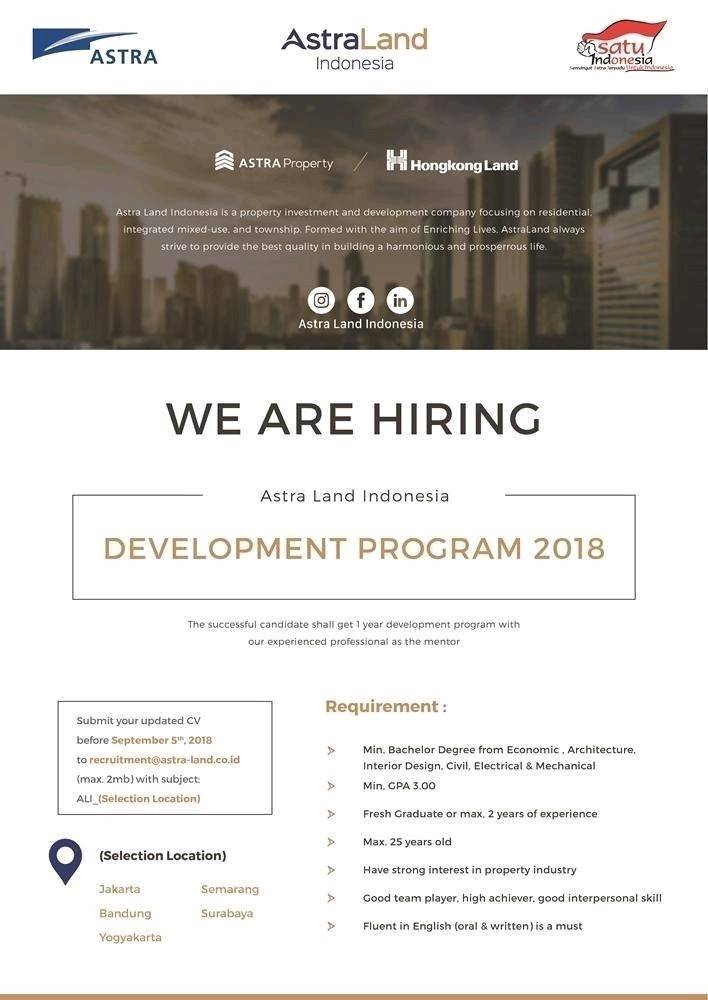 ASTRA
AstraLand
Indonesia
satu
Indonesia
Semangat Astra Terpadu Untuk Indonesia
ASTRA Property
Hongkong Land
Astra Land Indonesia is a property investment and development company focusing on residential,
integrated mixed-use, and township. Formed with the aim of Enriching Lives, AstraLand always
strive to provide the best quality in building a harmonious and prosperrous life.
Astra Land Indonesia
WE ARE HIRING
Astra Land Indonesia
DEVELOPMENT PROGRAM 2018
The successful candidate shall get 1 year development program with
our experienced professional as the mentor
Submit your updated CV
before September 5th, 2018
to recruitment@astra-land.co.id
(max. 2mb) with subject:
ALI_(Selection Location)
(Selection Location)
Jakarta Semarang
Bandung Surabaya
Yogyakarta
Requirement :
Min. Bachelor Degree from Economic , Architecture,
Interior Design, Civil, Electrical & Mechanical
Min. GPA 3.00
Fresh Graduate or max. 2 years of experience
Max. 25 years old
Have strong interest in property industry
Good team player, high achiever, good interpersonal skill
Fluent in English (oral & written) is a must